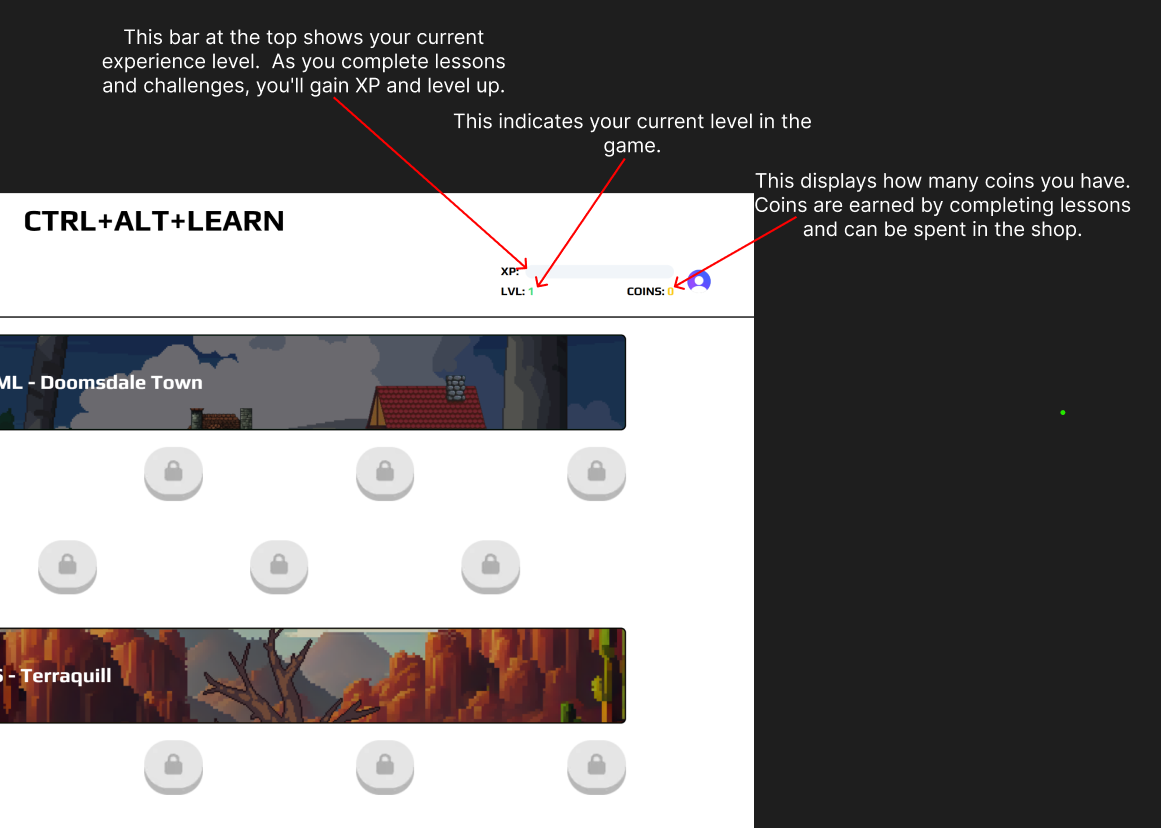 This bar at the top shows your current
experience level.  As you complete lessons
and challenges, you'll gain XP and level up.
This indicates your current level in the
game.
This displays how many coins you have.
Coins are earned by completing lessons
and can be spent in the shop.
CTRL+ALT+LEARN
XP:
LVL: 1
COINS: 0
ML - Doomsdale Town
S - Terraquill